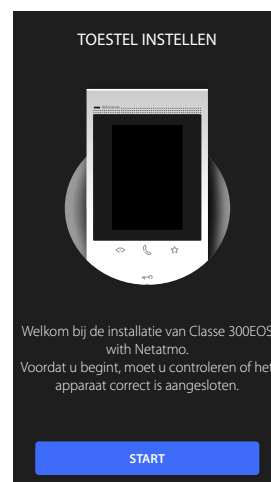 TOESTEL INSTELLEN
Welkom bij de installatie van Classe 300EOS
with Netatmo.
Voordat u begint, moet u controleren of het
apparaat correct is aangesloten.
START